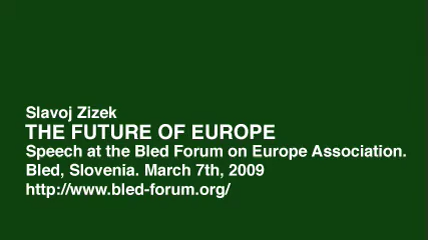 Slavoj Zizek
THE FUTURE OF EUROPE
Speech at the Bled Forum on Europe Association.
Bled, Slovenia. March 7th, 2009
http://www.bled-forum.org/